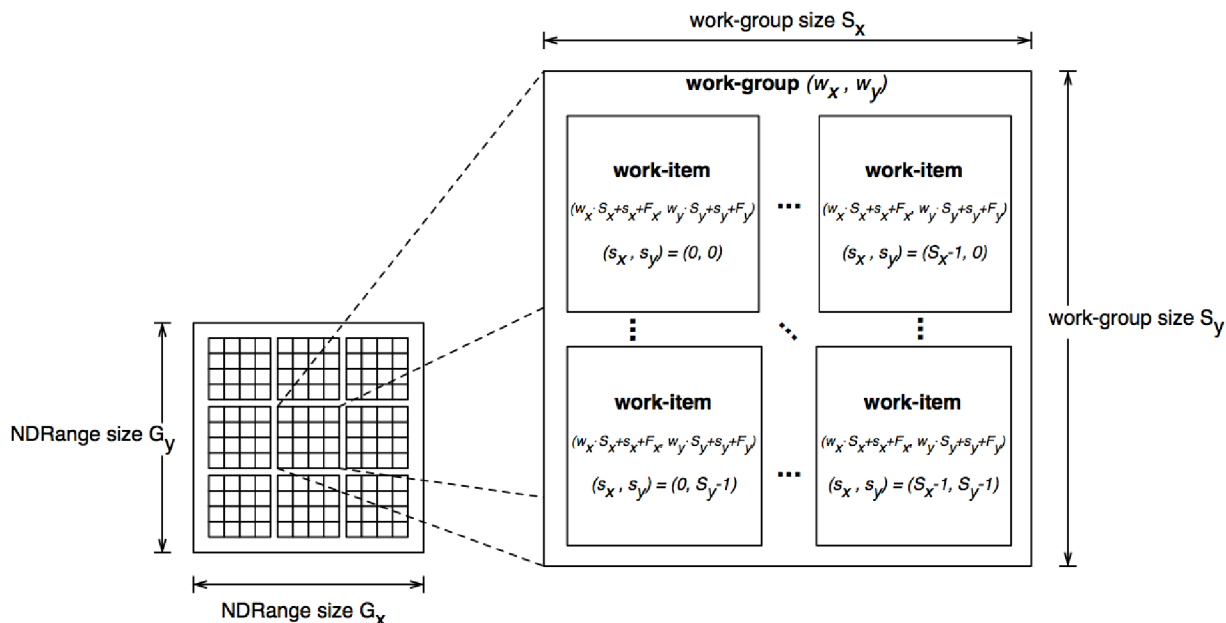 work-group size Sx
work-group (wx , wy)
work-item
work-item
(wx· Sx+sx+Fx, wy· Sy+sy+Fy)
...
(wx· Sx+sx+Fx, wy· Sy+sy+Fy)
(sx , sy) = (0, 0)
(sx , sy) = (Sx-1, 0)
work-group size Sy
work-item
work-item
NDRange size Gy
(wx· Sx+sx+Fx, wy· Sy+sy+Fy)
(wx· Sx+sx+Fx, wy· Sy+sy+Fy)
(sx , sy) = (0, Sy-1)
...
(sx , sy) = (Sx-1, Sy-1)
NDRange size Gx